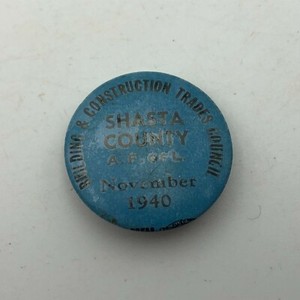 BUILDING & CONSTRUCTION TRADES COUNCIL
SHASTA
COUNTY
A. F. of L.
November
1940